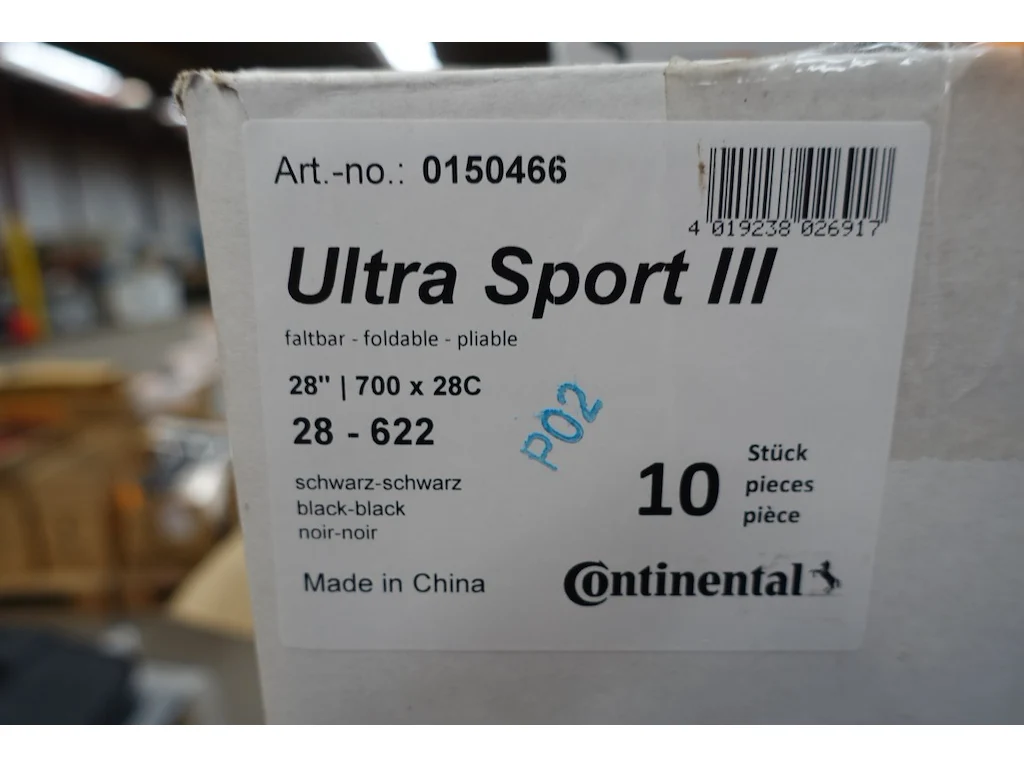 Art.-no.: 0150466
4 019238 026917
Ultra Sport III
faltbar - foldable - pliable
28" | 700 x 28C
28 - 622
P02
schwarz-schwarz
black-black
noir-noir
10
Stück
pieces
pièce
Made in China
Continental